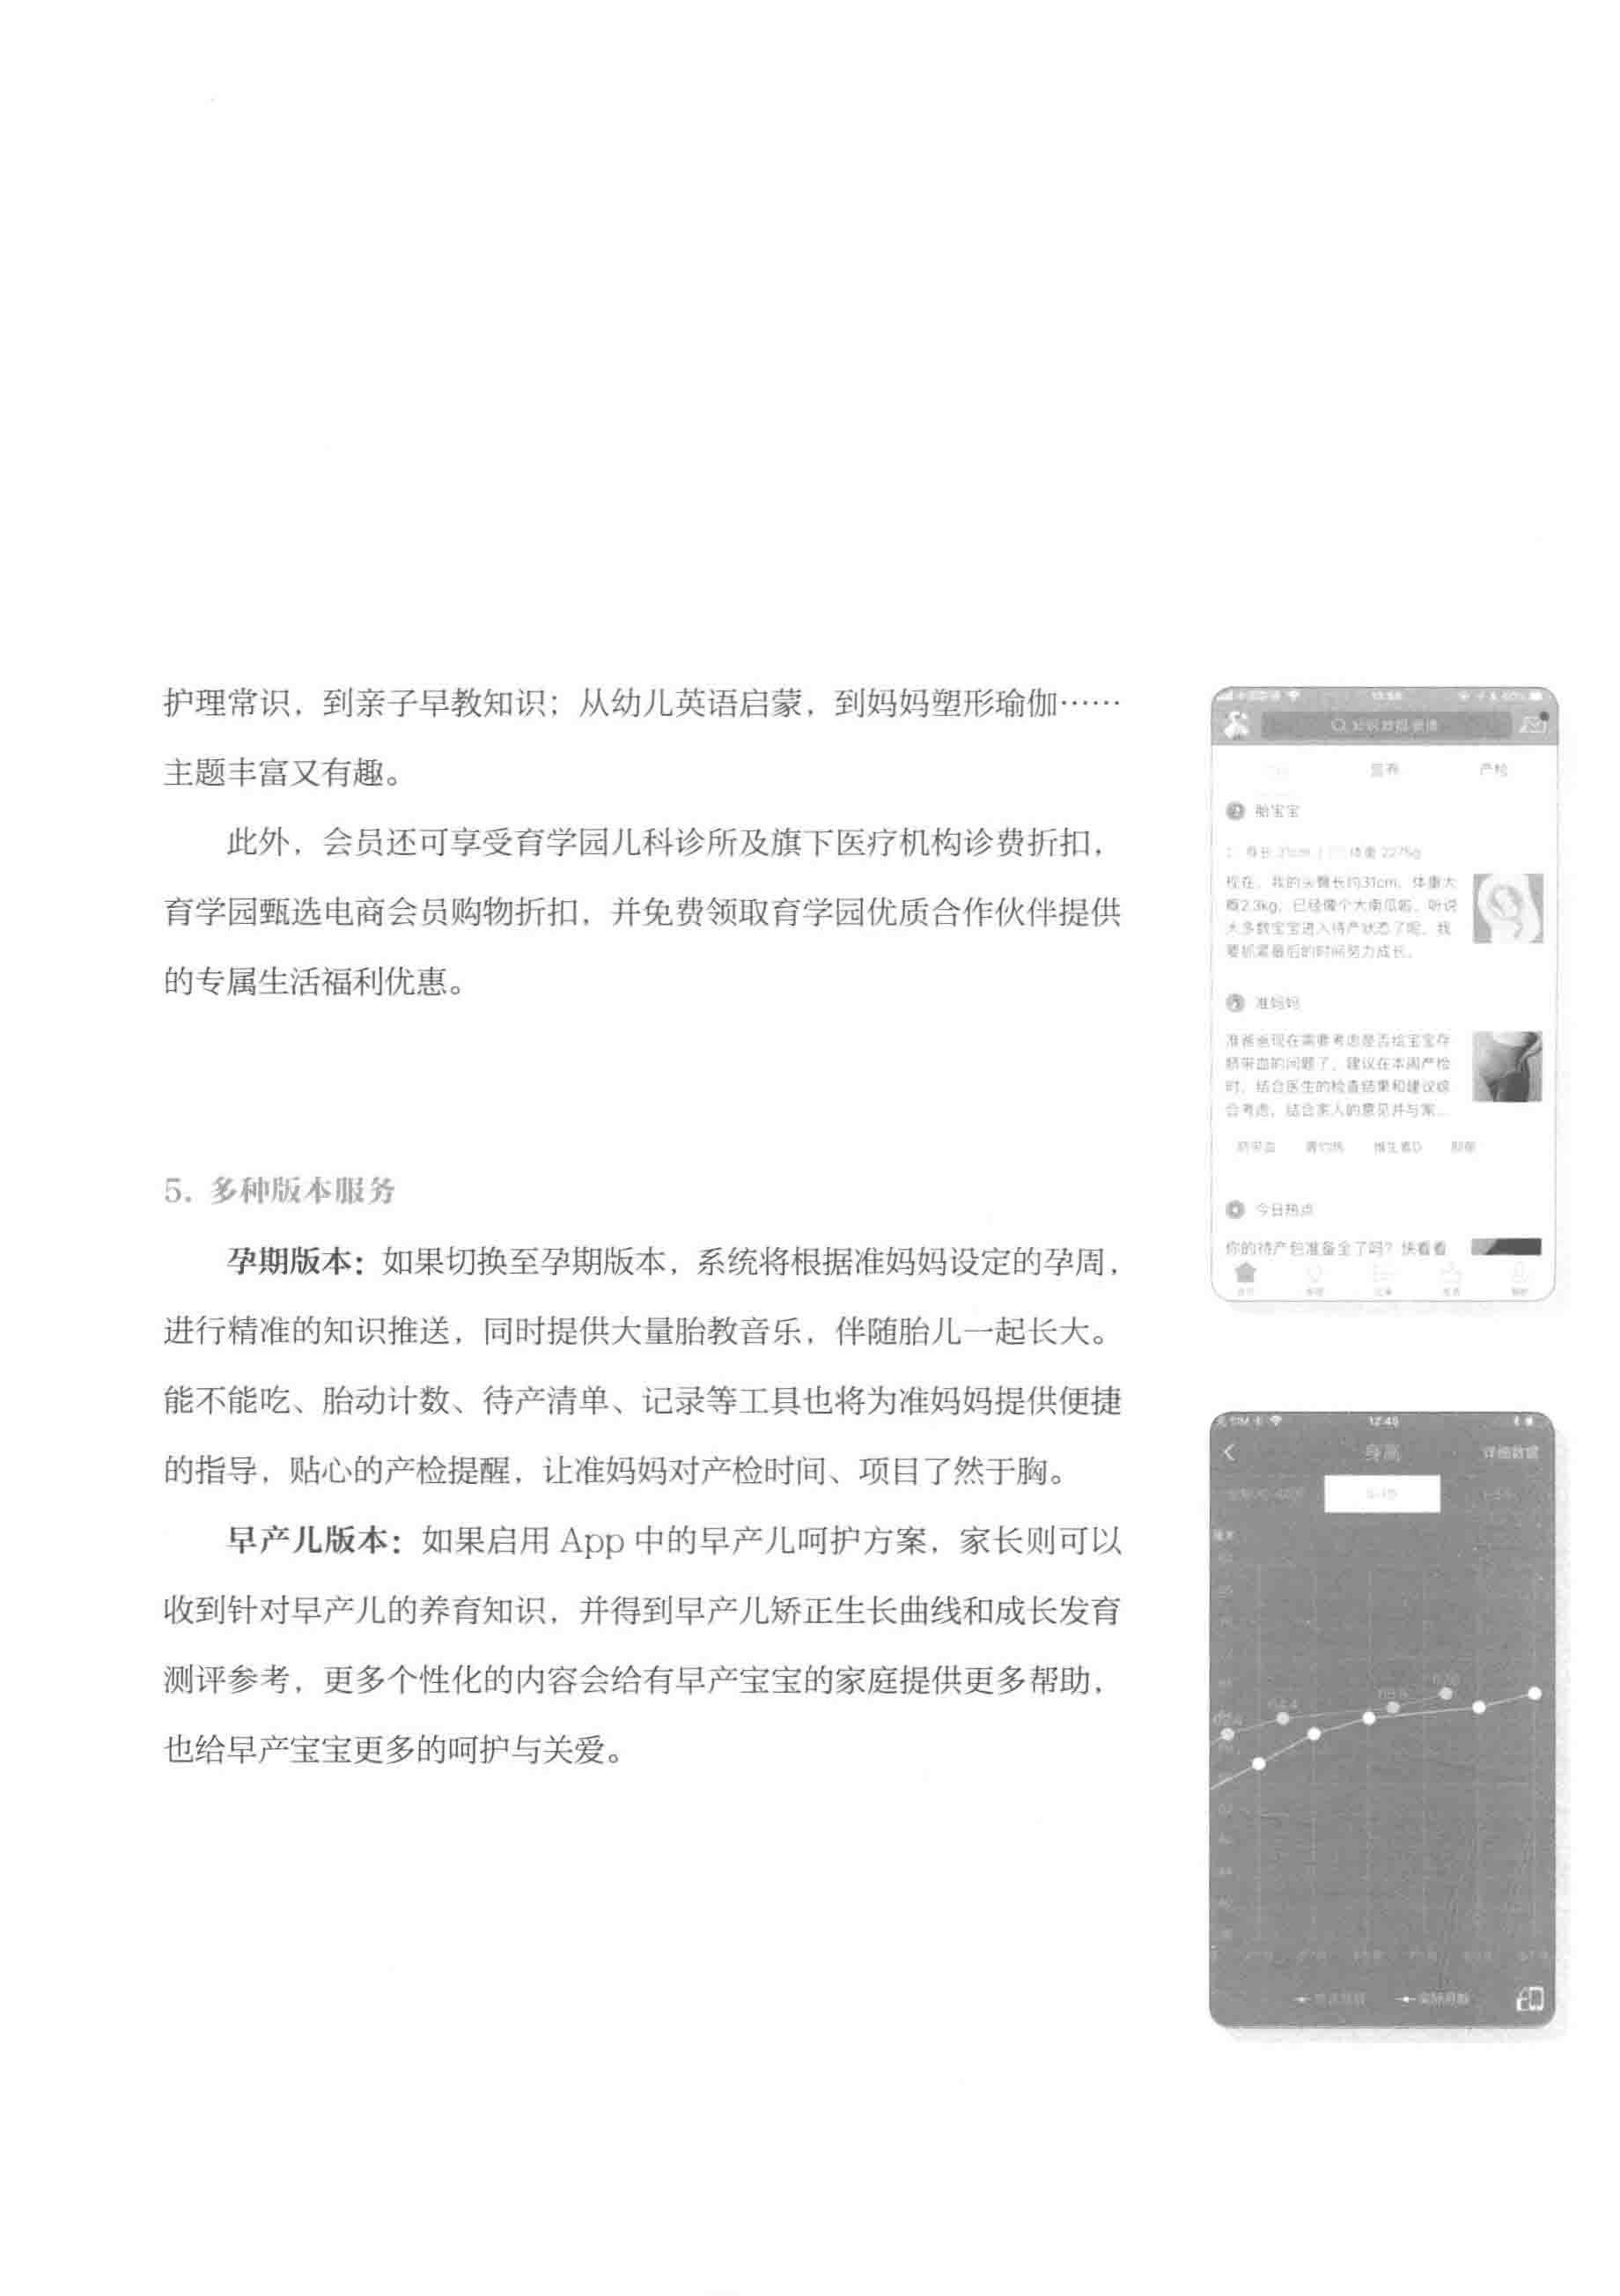 护理常识，到亲子早教知识；从幼儿英语启蒙，到妈妈塑形瑜伽……
主题丰富又有趣。
此外，会员还可享受育学园儿科诊所及旗下医疗机构诊费折扣，
育学园甄选电商会员购物折扣，并免费领取育学园优质合作伙伴提供
的专属生活福利优惠。
5. 多种版本服务
孕期版本：如果切换至孕期版本，系统将根据准妈妈设定的孕周，
进行精准的知识推送，同时提供大量胎教音乐，伴随胎儿一起长大。
能不能吃、胎动计数、待产清单、记录等工具也将为准妈妈提供便捷
的指导，贴心的产检提醒，让准妈妈对产检时间、项目了然于胸。
早产儿版本：如果启用 App 中的早产儿呵护方案，家长则可以
收到针对早产儿的养育知识，并得到早产儿矫正生长曲线和成长发育
测评参考，更多个性化的内容会给有早产宝宝的家庭提供更多帮助，
也给早产宝宝更多的呵护与关爱。
营养 产检
胎宝宝
身长 31cm 体重 2275g
现在，我的头臀长约31cm，体重大
概2.3kg，已经像个大南瓜啦。听说
大多数宝宝进入待产状态了呢，我
要抓紧最后的时间努力成长。
准妈妈
准爸爸现在需要考虑是否给宝宝存
脐带血的问题了，建议在本周产检
时，结合医生的检查结果和建议综
合考虑，结合家人的意见并与家...
脐带血 维生素D
今日热点
你的待产包准备全了吗？快看看
12:49
身高 详细数据
厘米
64.4
实际月龄